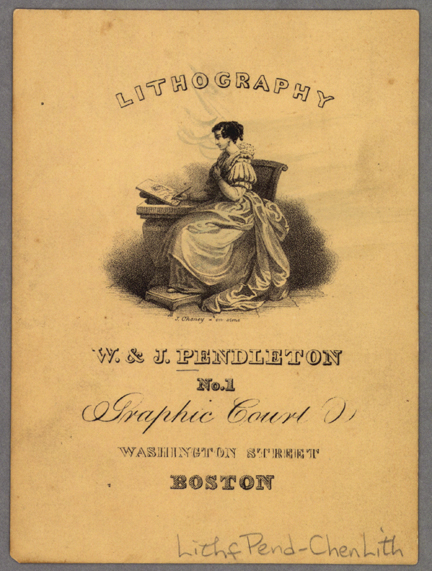 LITHOGRAPHY
W. & J. PENDLETON
No. 1
Graphic Court
WASHINGTON STREET
BOSTON
Lithf Pend-ChenLith